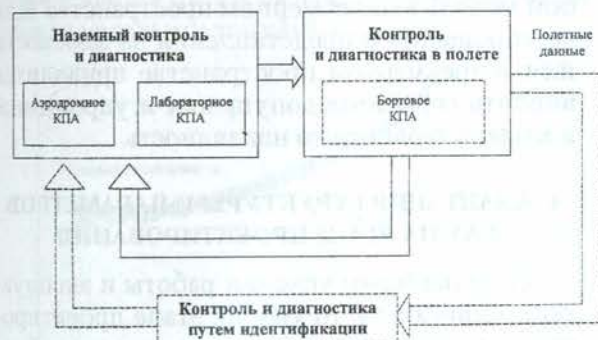 Наземный контроль
и диагностика
Аэродромное
КПА
Лабораторное
КПА
Контроль
и диагностика в полете
Бортовое
КПА
Полетные
данные
Контроль и диагностика
путем идентификации